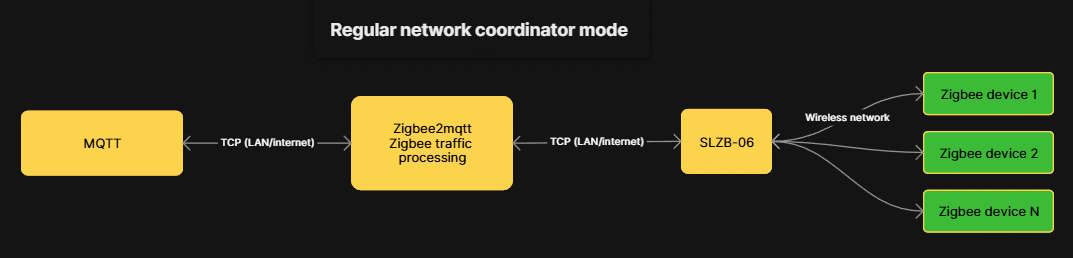 Regular network coordinator mode
MQTT
TCP (LAN/internet)
Zigbee2mqtt
Zigbee traffic
processing
TCP (LAN/internet)
SLZB-06
Wireless network
Zigbee device 1
Zigbee device 2
Zigbee device N